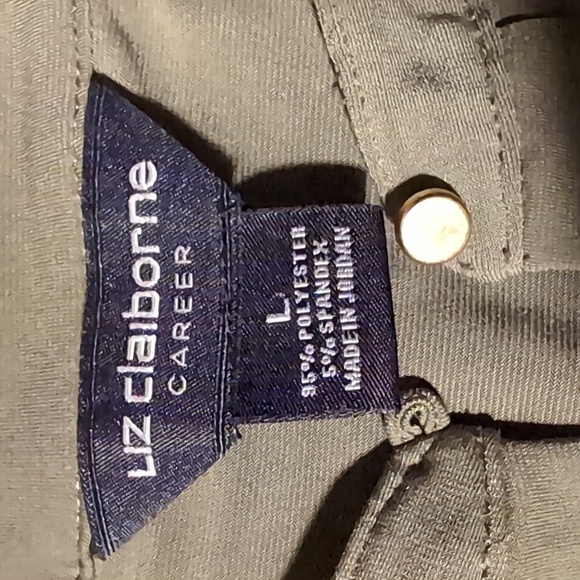 Liz claiborne
CAREER
L
95% POLYESTER
5% SPANDEX
MADE IN JORDAN